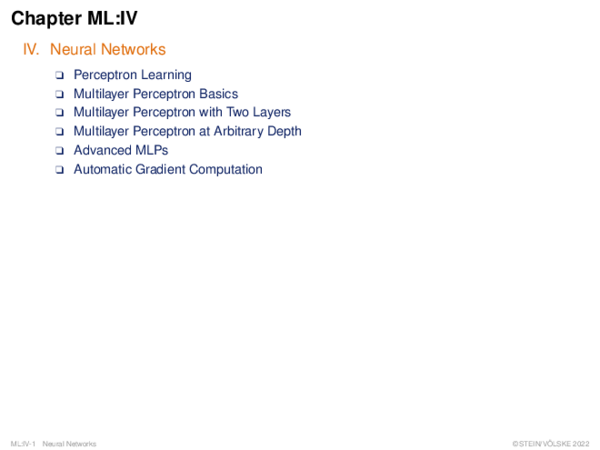 Chapter ML:IV
IV. Neural Networks
❑ Perceptron Learning
❑ Multilayer Perceptron Basics
❑ Multilayer Perceptron with Two Layers
❑ Multilayer Perceptron at Arbitrary Depth
❑ Advanced MLPs
❑ Automatic Gradient Computation
ML:IV-1 Neural Networks
© STEIN/VÖLSKE 2022